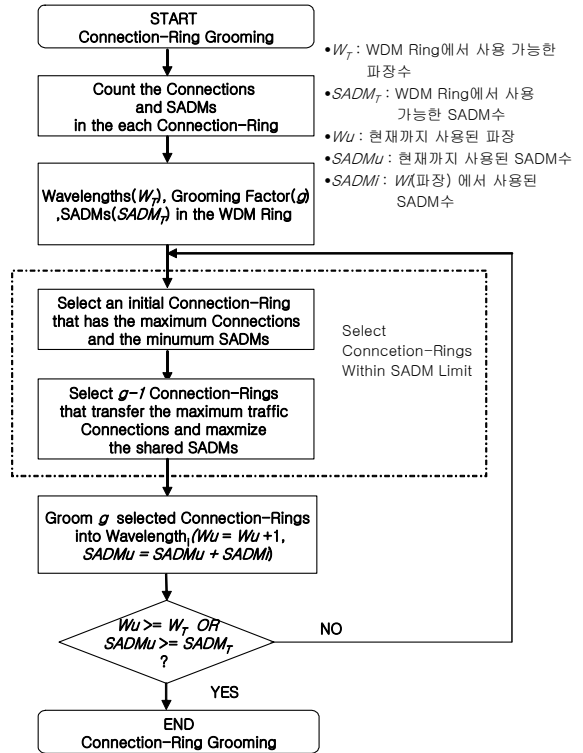 START
Connection-Ring Grooming
•W_T : WDM Ring에서 사용 가능한
파장수
•SADM_T : WDM Ring에서 사용
가능한 SADM수
•Wu : 현재까지 사용된 파장
•SADMu : 현재까지 사용된 SADM수
•SADMi : Wi(파장) 에서 사용된
SADM수
Count the Connections
and SADMs
in the each Connection-Ring
Wavelengths(W_T), Grooming Factor(g)
,SADMs(SADM_T) in the WDM Ring
Select an initial Connection-Ring
that has the maximum Connections
and the minumum SADMs
Select
Conncetion-Rings
Within SADM Limit
Select g-1 Connection-Rings
that transfer the maximum traffic
Connections and maxmize
the shared SADMs
Groom g selected Connection-Rings
into Wavelength_i(Wu = Wu +1,
SADMu = SADMu + SADMi)
Wu >= W_T OR
SADMu >= SADM_T
?
NO
YES
END
Connection-Ring Grooming